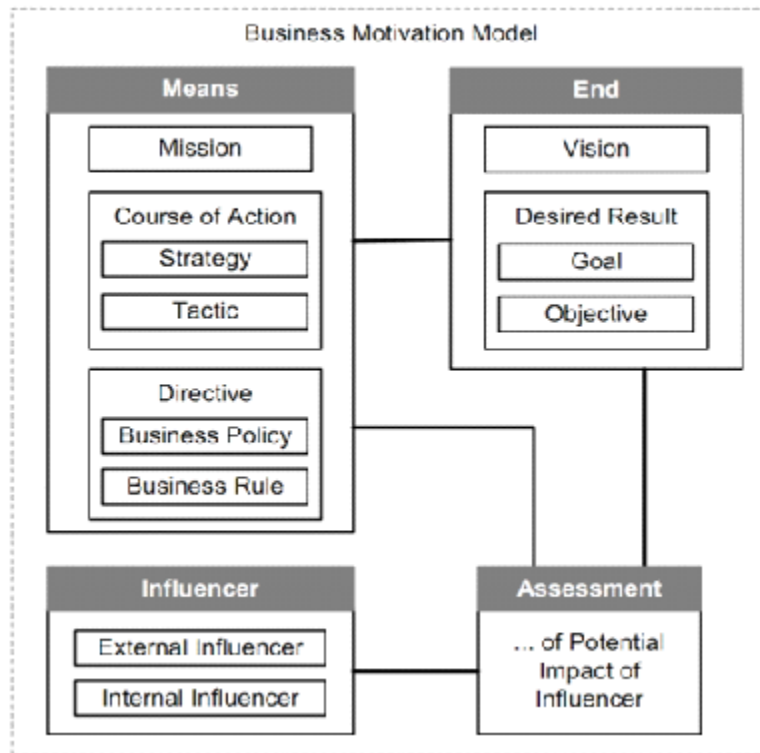 Business Motivation Model
Means
Mission
Course of Action
Strategy
Tactic
Directive
Business Policy
Business Rule
End
Vision
Desired Result
Goal
Objective
Influencer
External Influencer
Internal Influencer
Assessment
... of Potential
Impact of
Influencer